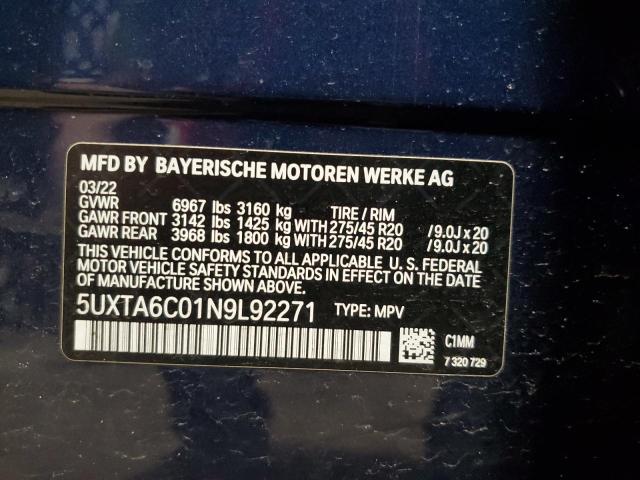 MFD BY BAYERISCHE MOTOREN WERKE AG
03/22
GVWR 6967 lbs 3160 kg TIRE / RIM
GAWR FRONT 3142 lbs 1425 kg WITH 275/45 R20 /9.0J x 20
GAWR REAR 3968 lbs 1800 kg WITH 275/45 R20 /9.0J x 20
THIS VEHICLE CONFORMS TO ALL APPLICABLE U. S. FEDERAL
MOTOR VEHICLE SAFETY STANDARDS IN EFFECT ON THE DATE
OF MANUFACTURE SHOWN ABOVE.
5UXTA6C01N9L92271 TYPE: MPV
C1MM
7 320 729